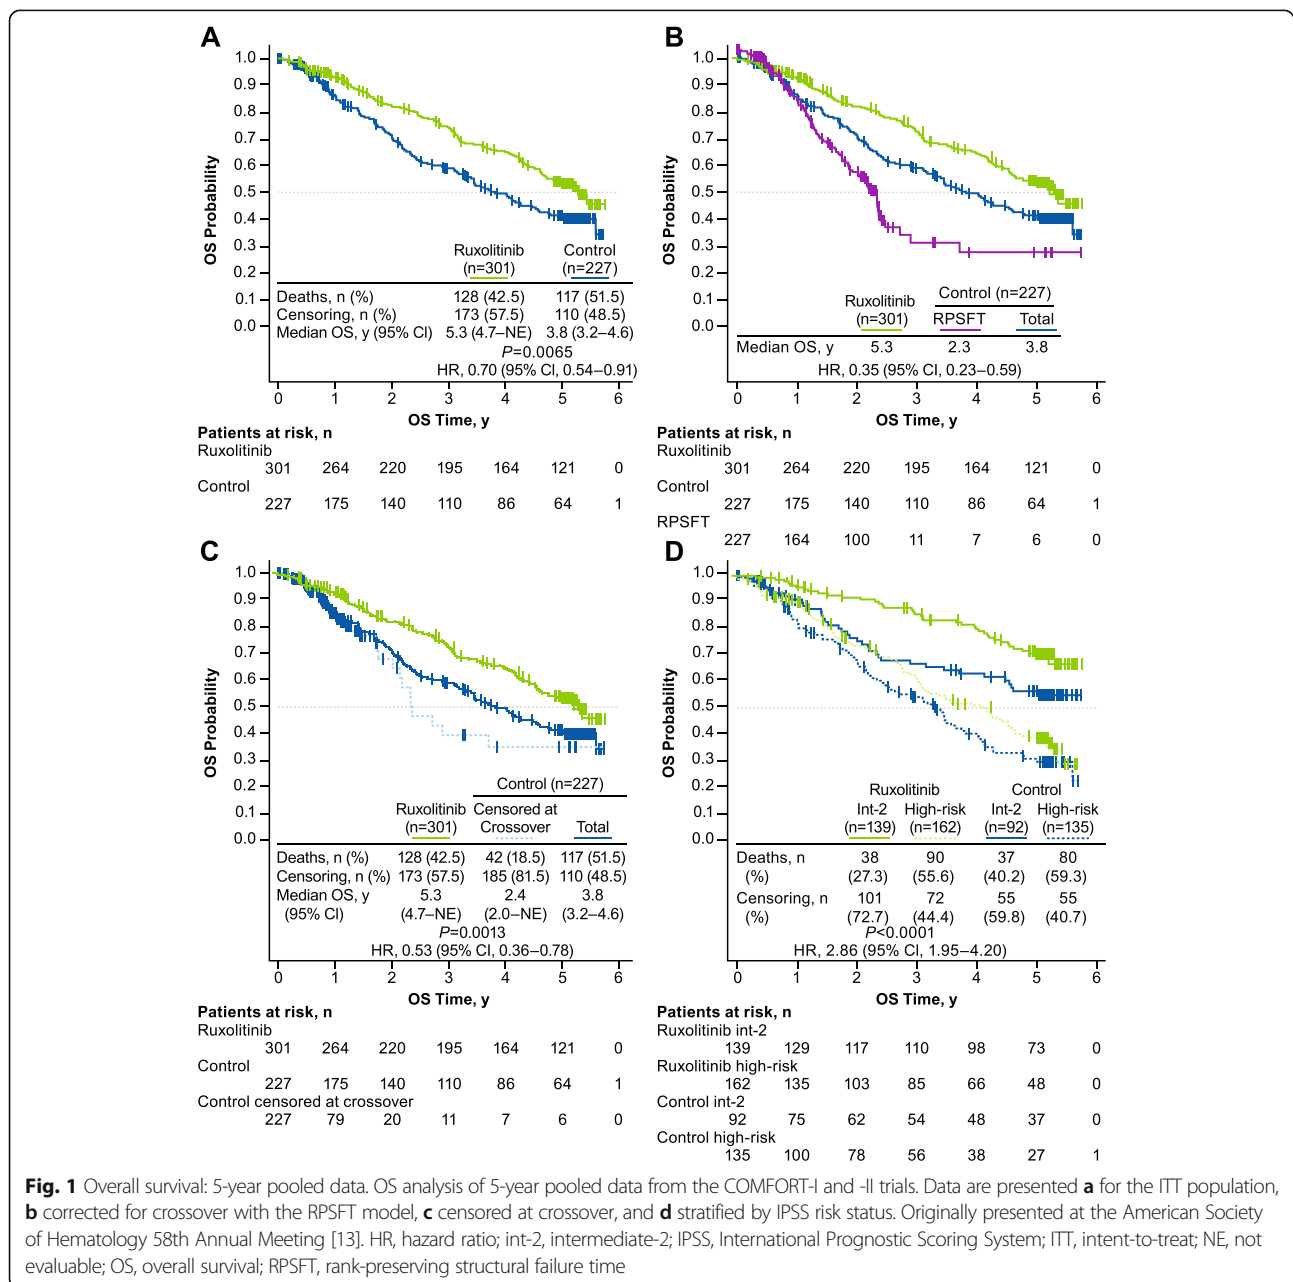 A
1.0
0.9
0.8
0.7
0.6
0.5
0.4
0.3
0.2
0.1
0.0
OS Probability
Ruxolitinib Control
(n=301) (n=227)
Deaths, n (%) 128 (42.5) 117 (51.5)
Censoring, n (%) 173 (57.5) 110 (48.5)
Median OS, y (95% CI) 5.3 (4.7–NE) 3.8 (3.2–4.6)
P=0.0065
HR, 0.70 (95% CI, 0.54–0.91)
0 1 2 3 4 5 6
OS Time, y
Patients at risk, n
Ruxolitinib
301 264 220 195 164 121 0
Control
227 175 140 110 86 64 1
B
1.0
0.9
0.8
0.7
0.6
0.5
0.4
0.3
0.2
0.1
0.0
OS Probability
Control (n=227)
Ruxolitinib
(n=301) RPSFT Total
Median OS, y 5.3 2.3 3.8
HR, 0.35 (95% CI, 0.23–0.59)
0 1 2 3 4 5 6
OS Time, y
Patients at risk, n
Ruxolitinib
301 264 220 195 164 121 0
Control
227 175 140 110 86 64 1
RPSFT
227 164 100 11 7 6 0
C
1.0
0.9
0.8
0.7
0.6
0.5
0.4
0.3
0.2
0.1
0.0
OS Probability
Control (n=227)
Ruxolitinib Censored at
(n=301) Crossover Total
Deaths, n (%) 128 (42.5) 42 (18.5) 117 (51.5)
Censoring, n (%) 173 (57.5) 185 (81.5) 110 (48.5)
Median OS, y 5.3 2.4 3.8
(95% CI) (4.7–NE) (2.0–NE) (3.2–4.6)
P=0.0013
HR, 0.53 (95% CI, 0.36–0.78)
0 1 2 3 4 5 6
OS Time, y
Patients at risk, n
Ruxolitinib
301 264 220 195 164 121 0
Control
227 175 140 110 86 64 1
Control censored at crossover
227 79 20 11 7 6 0
D
1.0
0.9
0.8
0.7
0.6
0.5
0.4
0.3
0.2
0.1
0.0
OS Probability
Ruxolitinib Control
Int-2 High-risk Int-2 High-risk
(n=139) (n=162) (n=92) (n=135)
Deaths, n 38 90 37 80
(%) (27.3) (55.6) (40.2) (59.3)
Censoring, n 101 72 55 55
(%) (72.7) (44.4) (59.8) (40.7)
P<0.0001
HR, 2.86 (95% CI, 1.95–4.20)
0 1 2 3 4 5 6
OS Time, y
Patients at risk, n
Ruxolitinib int-2
139 129 117 110 98 73 0
Ruxolitinib high-risk
162 135 103 85 66 48 0
Control int-2
92 75 62 54 48 37 0
Control high-risk
135 100 78 56 38 27 1
Fig. 1 Overall survival: 5-year pooled data. OS analysis of 5-year pooled data from the COMFORT-I and -II trials. Data are presented a for the ITT population,
b corrected for crossover with the RPSFT model, c censored at crossover, and d stratified by IPSS risk status. Originally presented at the American Society
of Hematology 58th Annual Meeting [13]. HR, hazard ratio; int-2, intermediate-2; IPSS, International Prognostic Scoring System; ITT, intent-to-treat; NE, not
evaluable; OS, overall survival; RPSFT, rank-preserving structural failure time